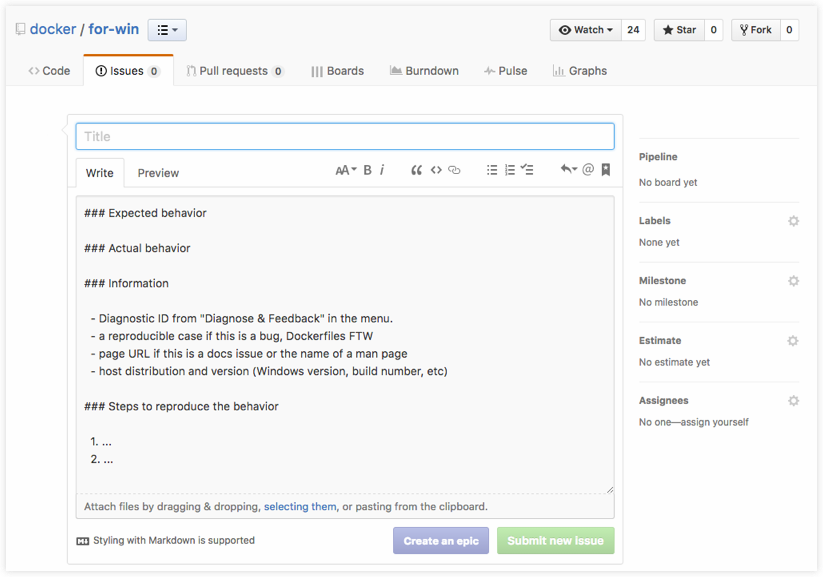 docker / for-win
Watch 24 Star 0 Fork 0
Code Issues 0 Pull requests 0 Boards Burndown Pulse Graphs
Title
Write Preview AA B i
### Expected behavior
### Actual behavior
### Information
- Diagnostic ID from "Diagnose & Feedback" in the menu.
- a reproducible case if this is a bug, Dockerfiles FTW
- page URL if this is a docs issue or the name of a man page
- host distribution and version (Windows version, build number, etc)
### Steps to reproduce the behavior
1. ...
2. ...
Attach files by dragging & dropping, selecting them, or pasting from the clipboard.
Styling with Markdown is supported
Create an epic Submit new issue
Pipeline
No board yet
Labels
None yet
Milestone
No milestone
Estimate
No estimate yet
Assignees
No one—assign yourself